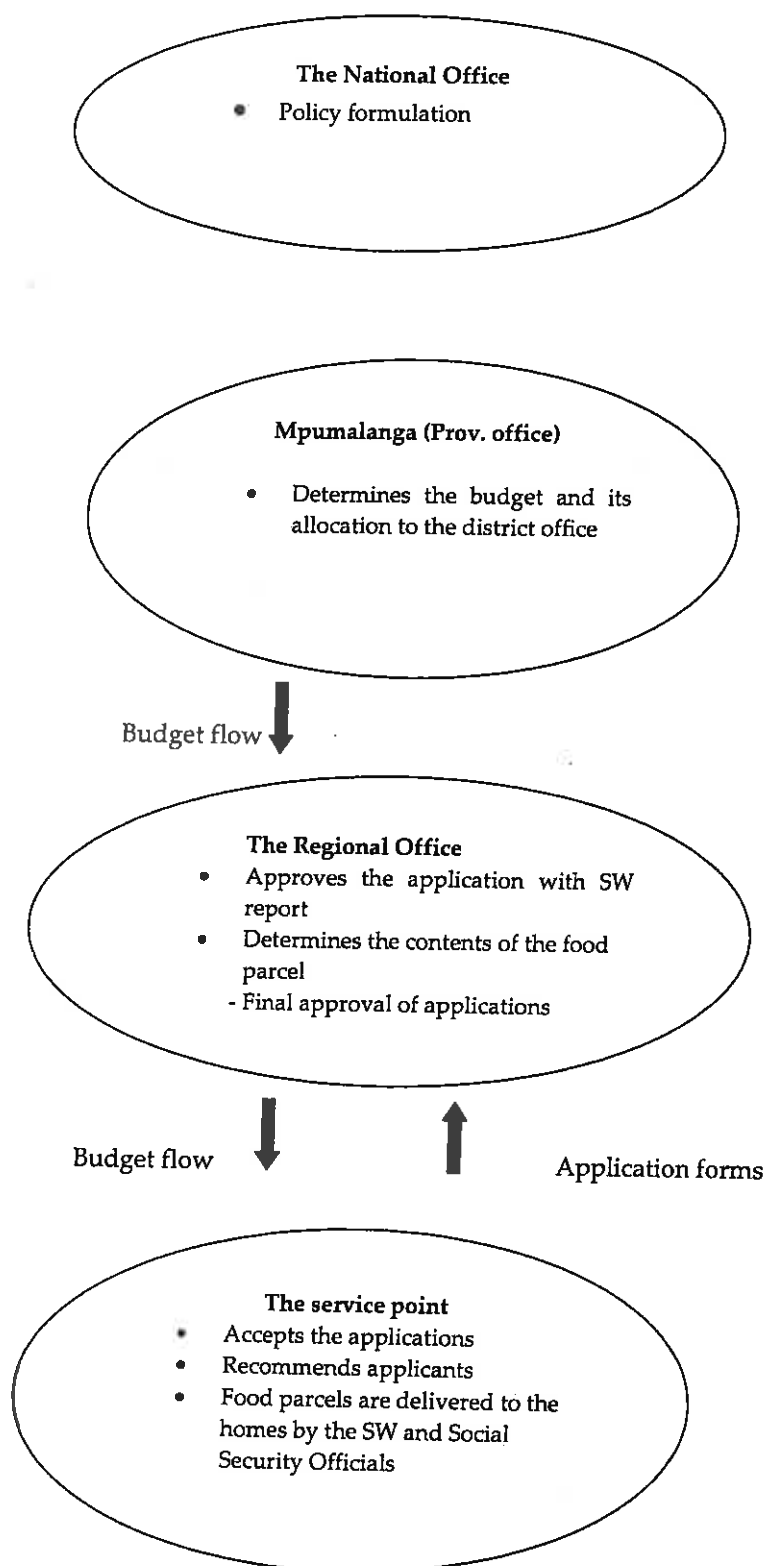 The National Office
• Policy formulation
Mpumalanga (Prov. office)
• Determines the budget and its
allocation to the district office
Budget flow
The Regional Office
• Approves the application with SW
report
• Determines the contents of the food
parcel
- Final approval of applications
Budget flow
Application forms
The service point
• Accepts the applications
• Recommends applicants
• Food parcels are delivered to the
homes by the SW and Social
Security Officials